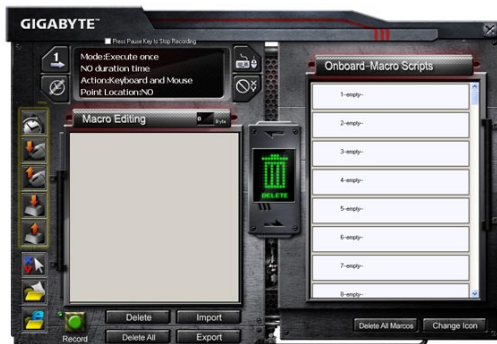 GIGABYTE™
Press Pause Key to Stop Recording
1
Mode:Execute once
NO duration time
Action:Keyboard and Mouse
Point Location:NO
Macro Editing
0 Byte
DELETE
Record
Delete
Import
Delete All
Export
Onboard-Macro Scripts
1-empty-
2-empty-
3-empty-
4-empty-
5-empty-
6-empty-
7-empty-
8-empty-
Delete All Marcos
Change Icon